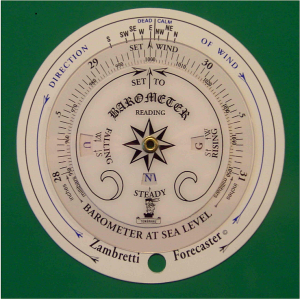 DEAD CALM
S SW SE W E NW NE N
DIRECTION OF WIND
SET WIND
29 30
SET TO
BAROMETER
READING
FALLING
RISING
U
G
W
S
STEADY
28 31
inches
BAROMETER AT SEA LEVEL
Zambretti Forecaster ©